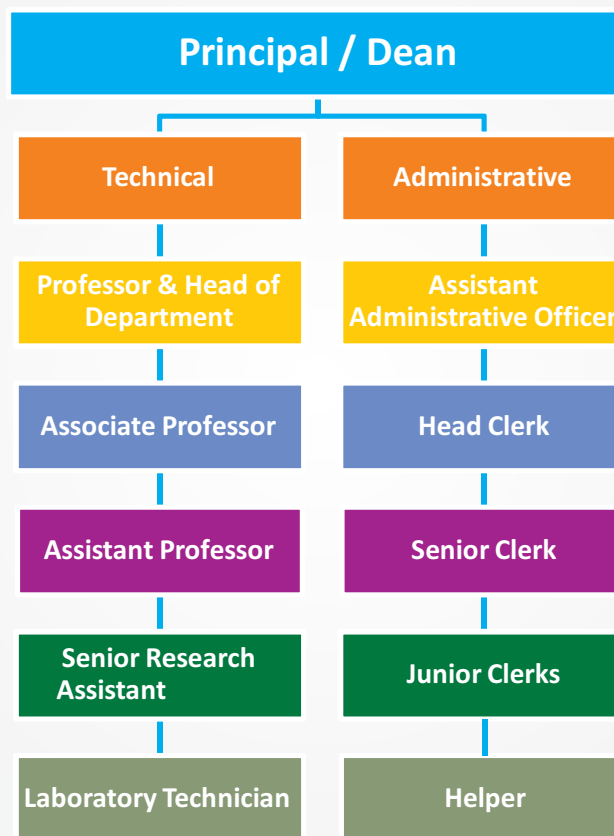 Principal / Dean
Technical
Administrative
Professor & Head of
Department
Assistant
Administrative Officer
Associate Professor
Head Clerk
Assistant Professor
Senior Clerk
Senior Research
Assistant
Junior Clerks
Laboratory Technician
Helper